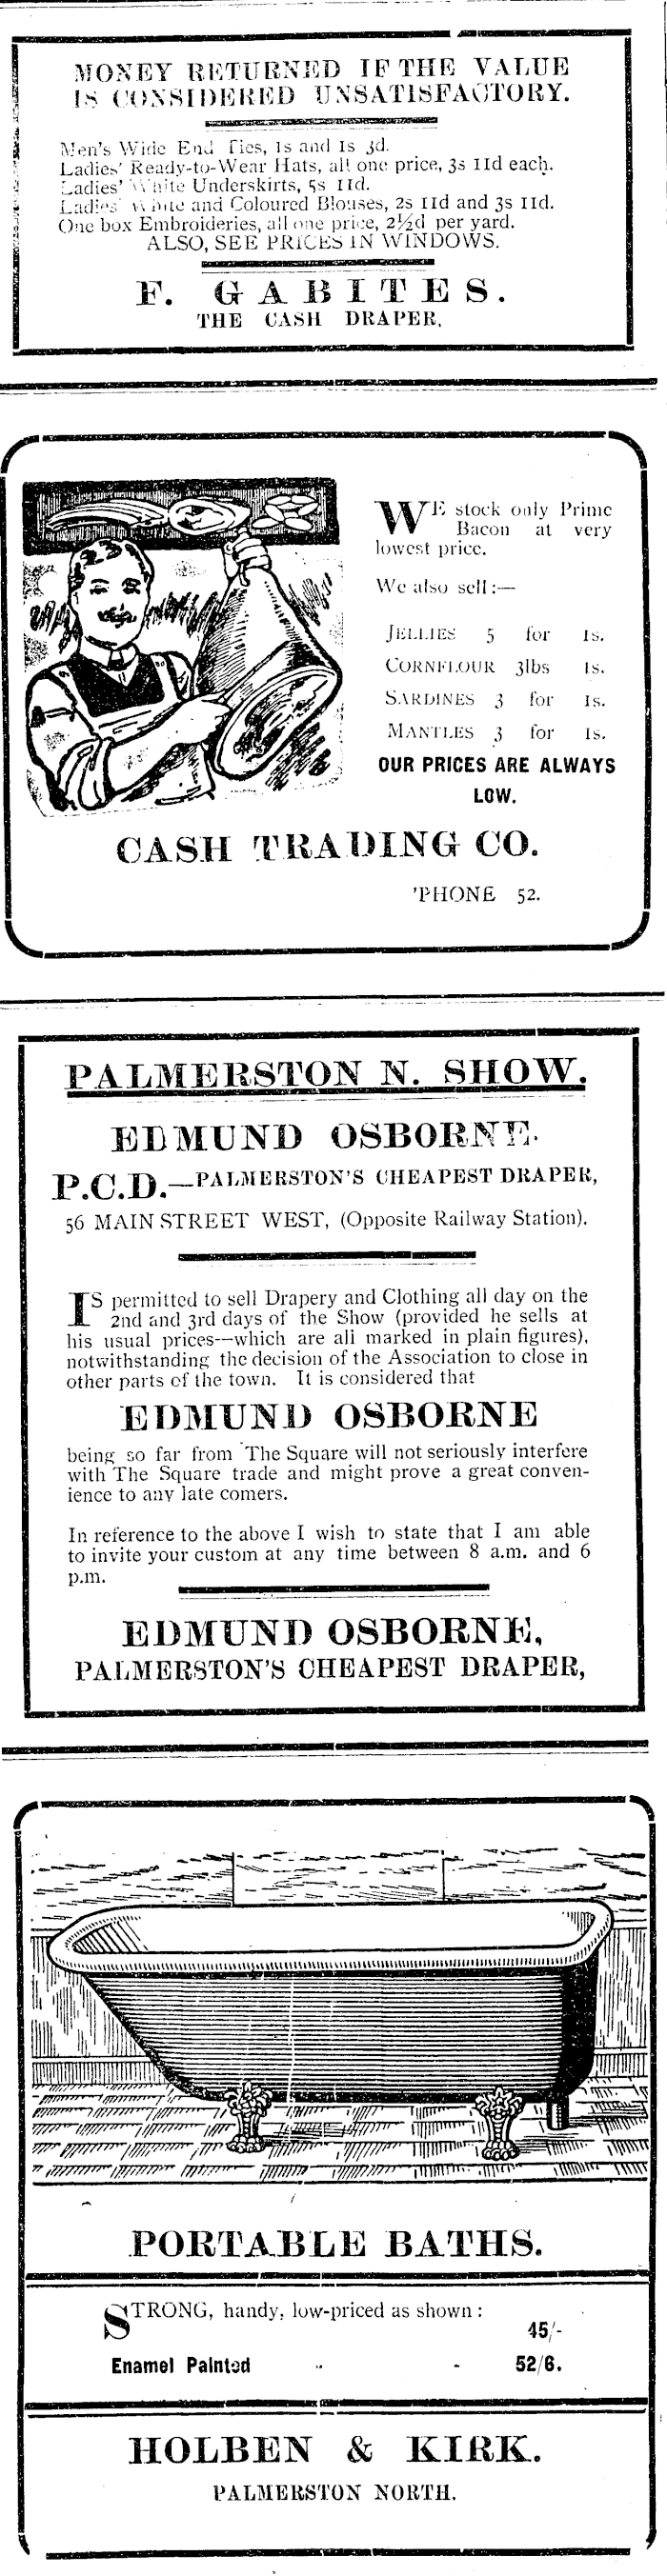 MONEY RETURNED IF THE VALUE
IS CONSIDERED UNSATISFACTORY.
Men's Wide End Ties, 1s and 1s 3d.
Ladies' Ready-to-Wear Hats, all one price, 3s 11d each.
Ladies' White Underskirts, 5s 11d.
Ladies' White and Coloured Blouses, 2s 11d and 3s 11d.
One box Embroideries, all one price, 2½d per yard.
ALSO, SEE PRICES IN WINDOWS.
F. GABITES.
THE CASH DRAPER,
WE stock only Prime
Bacon at very
lowest price.
We also sell:—
JELLIES 5 for 1s.
CORNFLOUR 3lbs 1s.
SARDINES 3 for 1s.
MANTLES 3 for 1s.
OUR PRICES ARE ALWAYS
LOW.
CASH TRADING CO.
'PHONE 52.
PALMERSTON N. SHOW.
EDMUND OSBORNE.
P.C.D.—PALMERSTON'S CHEAPEST DRAPER,
56 MAIN STREET WEST, (Opposite Railway Station).
IS permitted to sell Drapery and Clothing all day on the
2nd and 3rd days of the Show (provided he sells at
his usual prices—which are all marked in plain figures),
notwithstanding the decision of the Association to close in
other parts of the town. It is considered that
EDMUND OSBORNE
being so far from The Square will not seriously interfere
with The Square trade and might prove a great conven-
ience to any late comers.
In reference to the above I wish to state that I am able
to invite your custom at any time between 8 a.m. and 6
p.m.
EDMUND OSBORNE,
PALMERSTON'S CHEAPEST DRAPER,
PORTABLE BATHS.
STRONG, handy, low-priced as shown:
45/-
Enamel Painted - - 52/6.
HOLBEN & KIRK.
PALMERSTON NORTH.